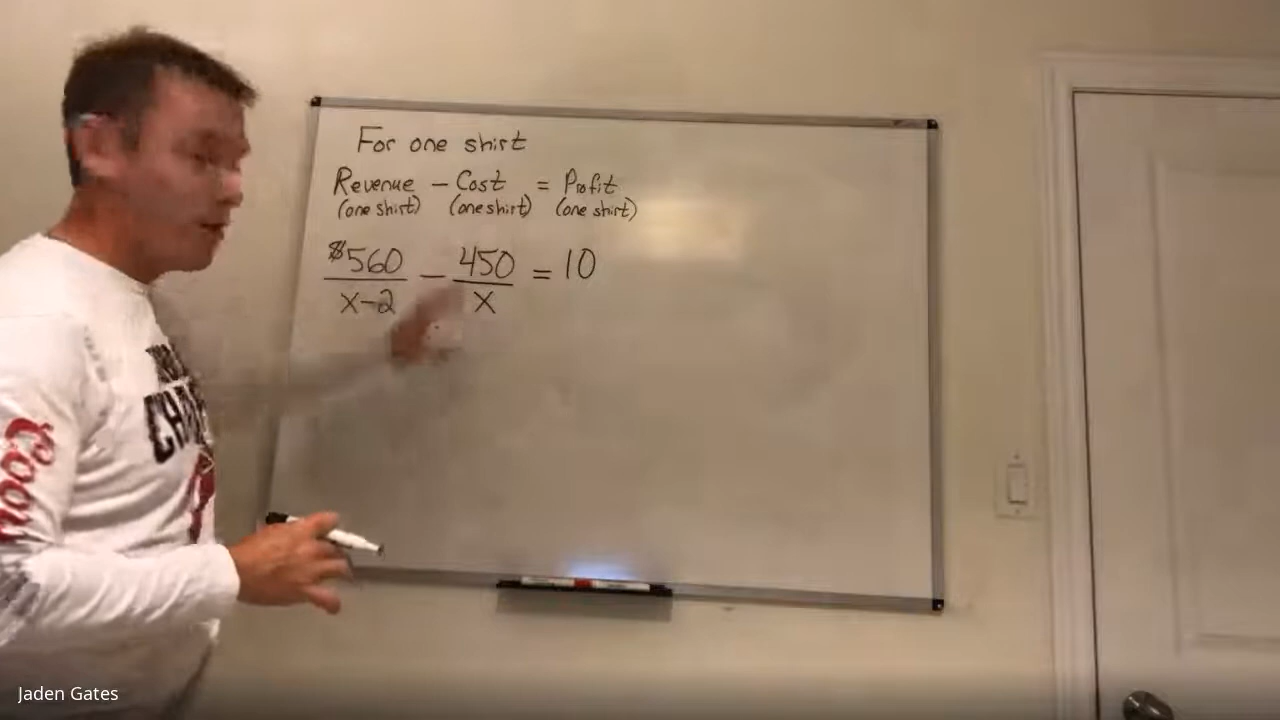 For one shirt
Revenue - Cost = Profit
(one shirt) (one shirt) (one shirt)
$560 / x-2 - 450 / x = 10
Jaden Gates